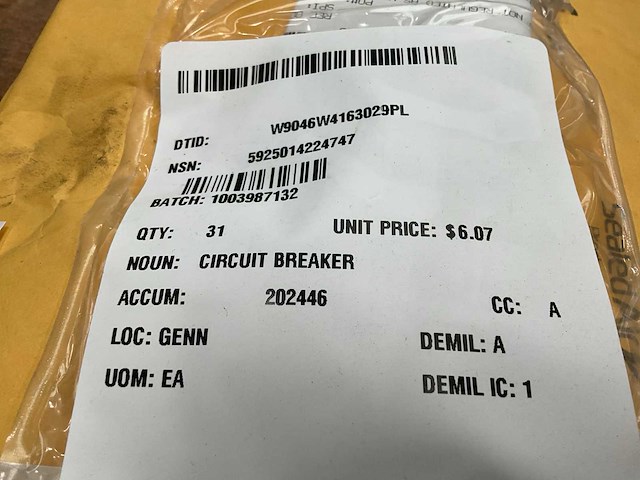 DTID: W9046W4163029PL
NSN: 5925014224747
BATCH: 1003987132
QTY: 31 UNIT PRICE: $6.07
NOUN: CIRCUIT BREAKER
ACCUM: 202446 CC: A
LOC: GENN DEMIL: A
UOM: EA DEMIL IC: 1